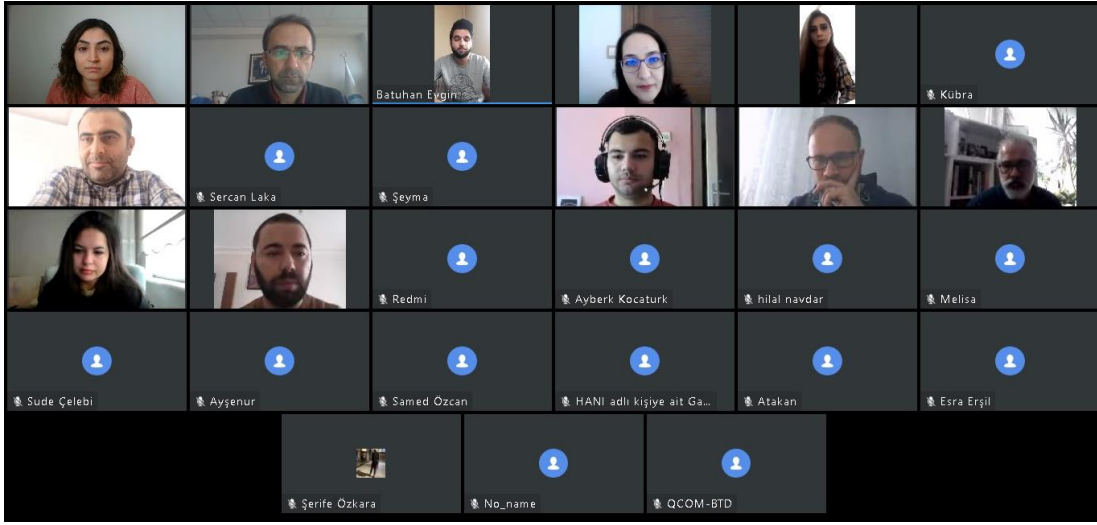 Batuhan Eygin
Kübra
Sercan Laka
Şeyma
Redmi
Ayberk Kocaturk
hilal navdar
Melisa
Sude Çelebi
Ayşenur
Samed Özcan
HANI adlı kişiye ait Ga...
Atakan
Esra Erşil
Şerife Özkara
No_name
QCOM-BTD